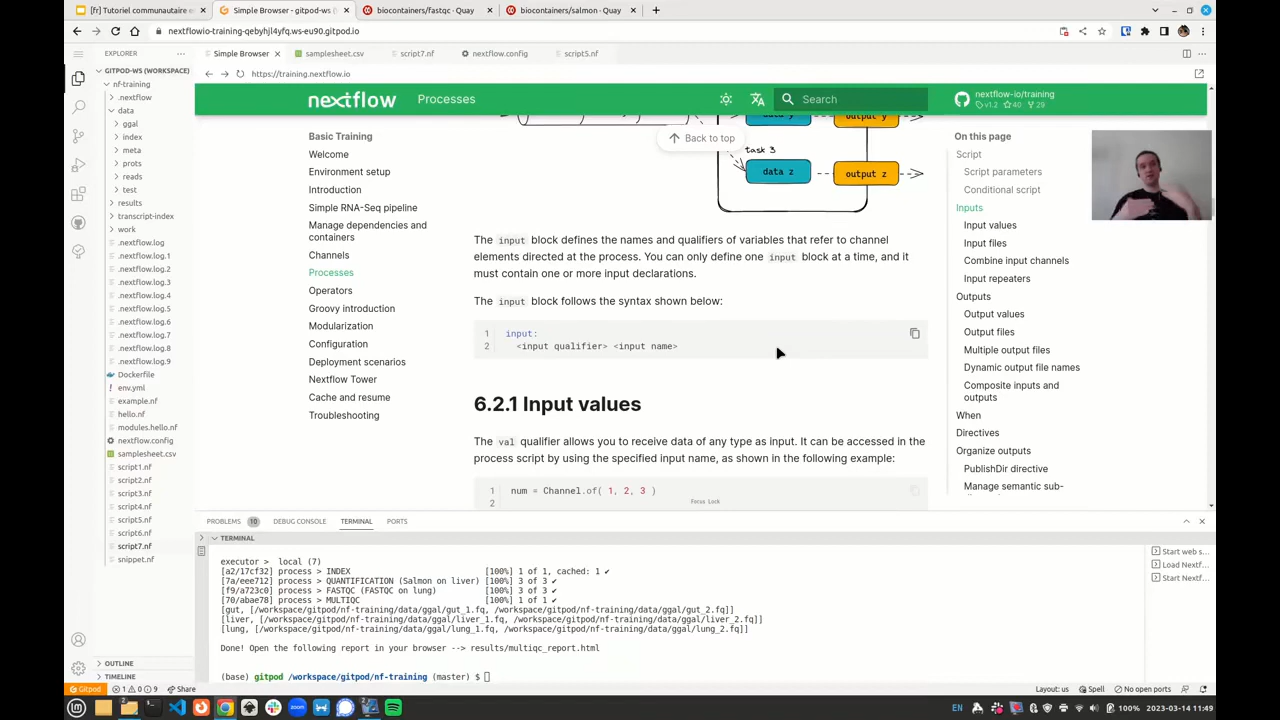 [fr] Tutoriel communautaire e
Simple Browser - gitpod-ws (
biocontainers/fastqc · Quay
biocontainers/salmon · Quay
nextflowio-training-qebyhjl4yfq.ws-eu90.gitpod.io
EXPLORER
Simple Browser
samplesheet.csv
script7.nf
nextflow.config
script5.nf
GITPOD-WS (WORKSPACE)
https://training.nextflow.io
nf-training
.nextflow
data
ggal
index
meta
prots
reads
test
results
transcript-index
work
.nextflow.log
.nextflow.log.1
.nextflow.log.2
.nextflow.log.3
.nextflow.log.4
.nextflow.log.5
.nextflow.log.6
.nextflow.log.7
.nextflow.log.8
.nextflow.log.9
Dockerfile
env.yml
example.nf
hello.nf
modules.hello.nf
nextflow.config
samplesheet.csv
script1.nf
script2.nf
script3.nf
script4.nf
script5.nf
script6.nf
script7.nf
snippet.nf
OUTLINE
TIMELINE
nextflow
Processes
Search
nextflow-io/training
v1.2 40 29
Basic Training
Welcome
Environment setup
Introduction
Simple RNA-Seq pipeline
Manage dependencies and
containers
Channels
Processes
Operators
Groovy introduction
Modularization
Configuration
Deployment scenarios
Nextflow Tower
Cache and resume
Troubleshooting
Back to top
data y
output y
task 3
data z
output z
The input block defines the names and qualifiers of variables that refer to channel
elements directed at the process. You can only define one input block at a time, and it
must contain one or more input declarations.
The input block follows the syntax shown below:
1 input:
2 <input qualifier> <input name>
6.2.1 Input values
The val qualifier allows you to receive data of any type as input. It can be accessed in the
process script by using the specified input name, as shown in the following example:
1 num = Channel.of( 1, 2, 3 )
2
Focus Lock
On this page
Script
Script parameters
Conditional script
Inputs
Input values
Input files
Combine input channels
Input repeaters
Outputs
Output values
Output files
Multiple output files
Dynamic output file names
Composite inputs and
outputs
When
Directives
Organize outputs
PublishDir directive
Manage semantic sub-
PROBLEMS 10 DEBUG CONSOLE TERMINAL PORTS
TERMINAL
executor > local (7)
[a2/17cf32] process > INDEX [100%] 1 of 1, cached: 1 ✔
[7a/eee712] process > QUANTIFICATION (Salmon on liver) [100%] 3 of 3 ✔
[f9/a723c0] process > FASTQC (FASTQC on lung) [100%] 3 of 3 ✔
[70/abae78] process > MULTIQC [100%] 1 of 1 ✔
[gut, [/workspace/gitpod/nf-training/data/ggal/gut_1.fq, /workspace/gitpod/nf-training/data/ggal/gut_2.fq]]
[liver, [/workspace/gitpod/nf-training/data/ggal/liver_1.fq, /workspace/gitpod/nf-training/data/ggal/liver_2.fq]]
[lung, [/workspace/gitpod/nf-training/data/ggal/lung_1.fq, /workspace/gitpod/nf-training/data/ggal/lung_2.fq]]
Done! Open the following report in your browser --> results/multiqc_report.html
(base) gitpod /workspace/gitpod/nf-training (master) $
Start web s...
Load Nextf...
Start Nextf...
Gitpod 1 0 9 Share
Layout: us Spell No open ports
zoom
EN
100% 2023-03-14 11:49